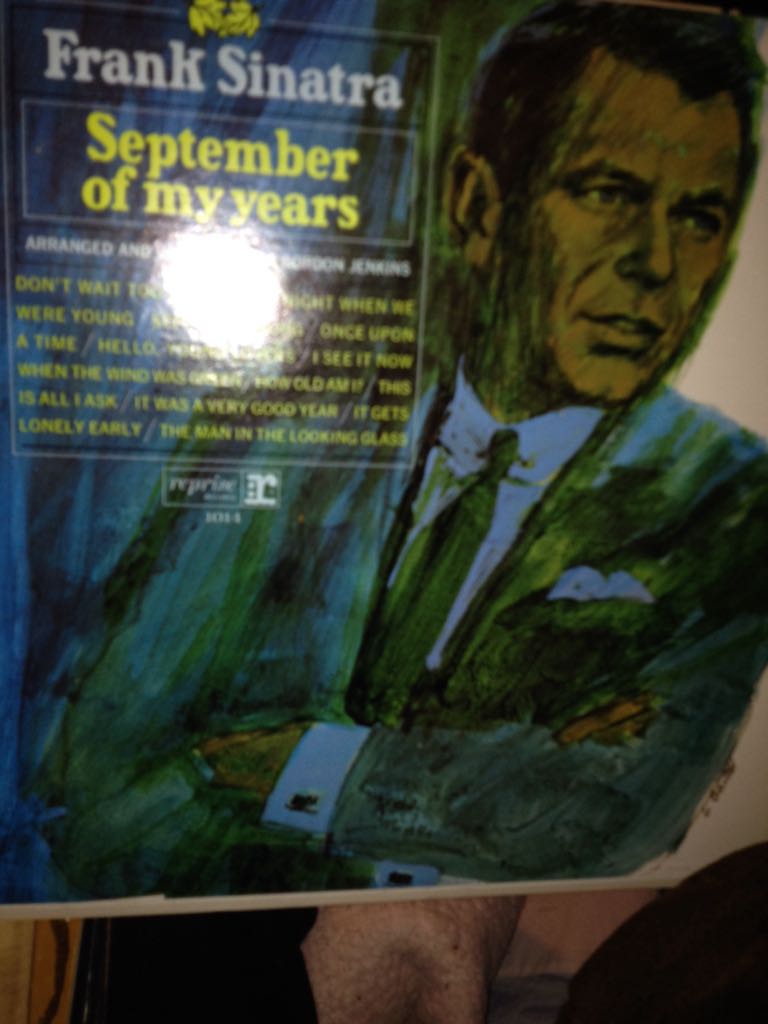 Frank Sinatra
September
of my years
ARRANGED AND GORDON JENKINS
DON'T WAIT TOO NIGHT WHEN WE
WERE YOUNG / / ONCE UPON
A TIME / HELLO, / I SEE IT NOW
WHEN THE WIND WAS GREEN / HOW OLD AM I? / THIS
IS ALL I ASK / IT WAS A VERY GOOD YEAR / IT GETS
LONELY EARLY / THE MAN IN THE LOOKING GLASS
reprise r:
1014